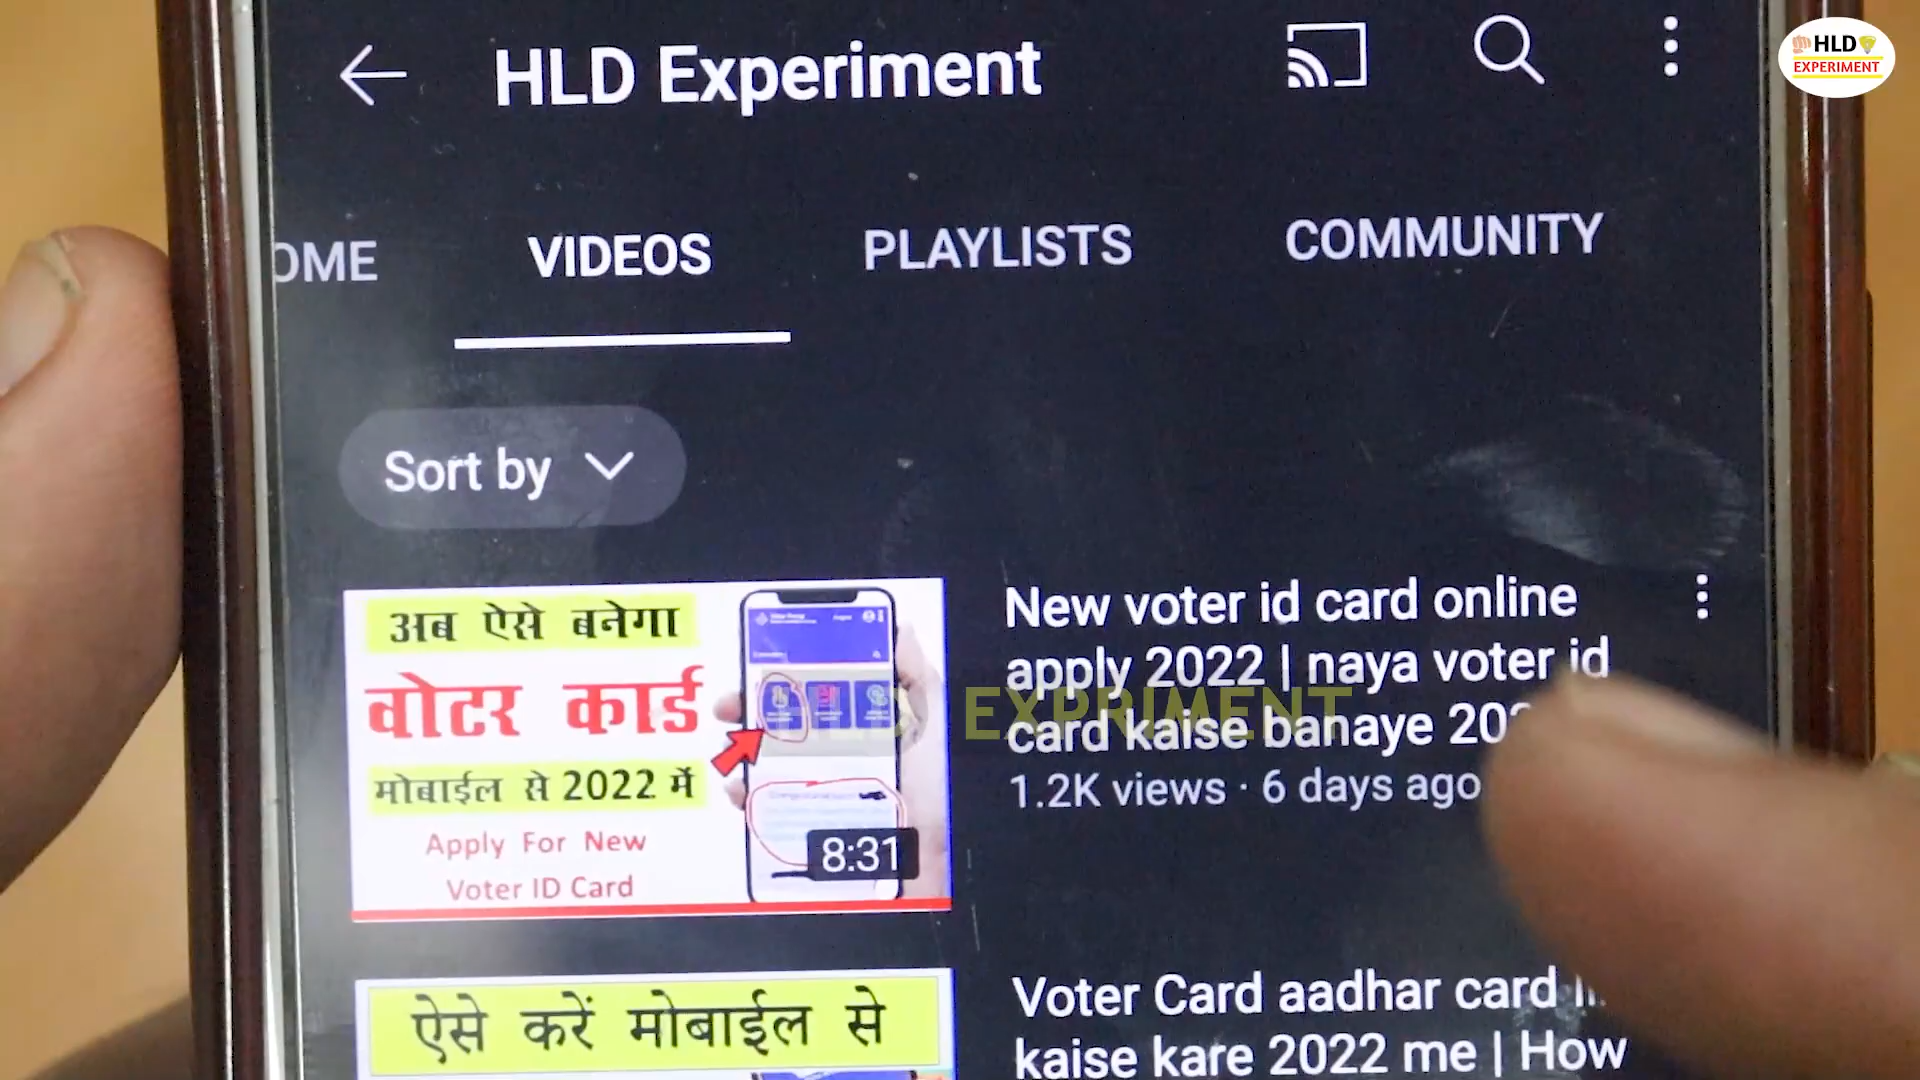 HLD Experiment
HLD
EXPERIMENT
OME
VIDEOS
PLAYLISTS
COMMUNITY
Sort by
अब ऐसे बनेगा
वोटर कार्ड
मोबाईल से 2022 में
Apply For New
Voter ID Card
8:31
New voter id card online
apply 2022 | naya voter id
card kaise banaye
1.2K views · 6 days ago
HLD EXPRIMENT
ऐसे करें मोबाईल से
Voter Card aadhar card
kaise kare 2022 me | How